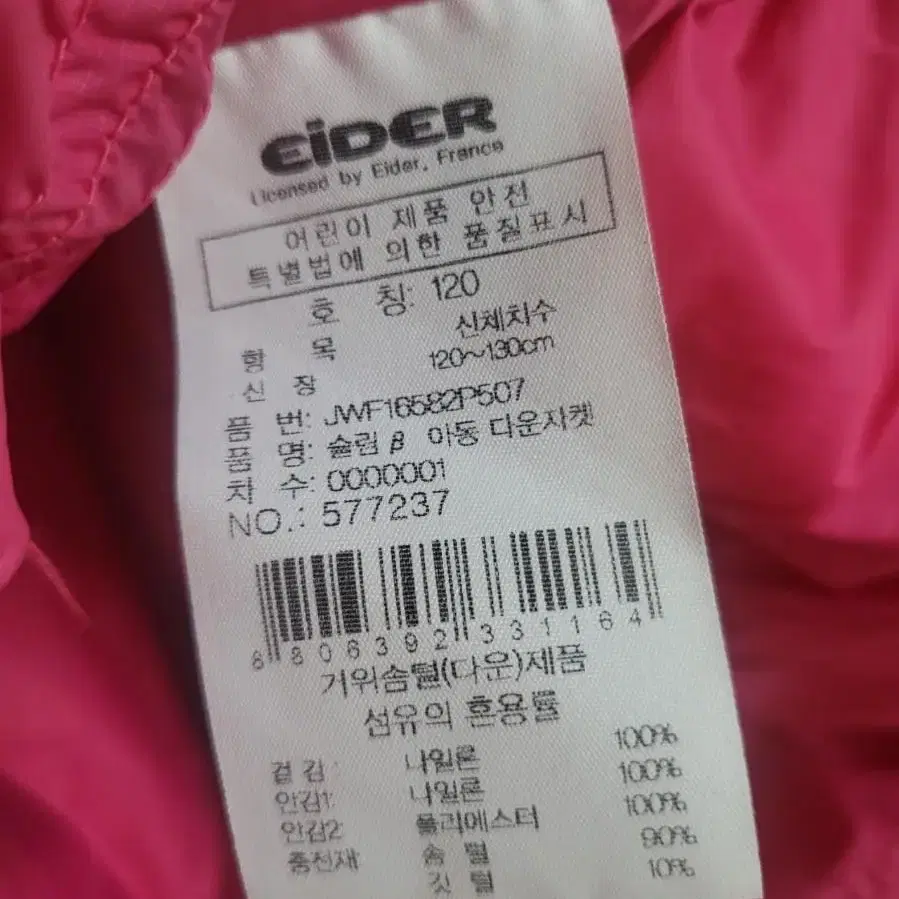 EiDER
Licensed by Eider, France
어린이 제품 안전
특별법에 의한 품질표시
호 칭: 120
항 목 신체치수
신 장 120~130cm
품 번: JWF16582P507
품 명: 슬림 β 아동 다운자켓
차 수: 0000001
NO.: 577237
8806392331164
거위솜털(다운)제품
섬유의 혼용률
겉감: 나일론 100%
안감1: 나일론 100%
안감2: 폴리에스터 100%
충전재 솜털 90%
깃털 10%